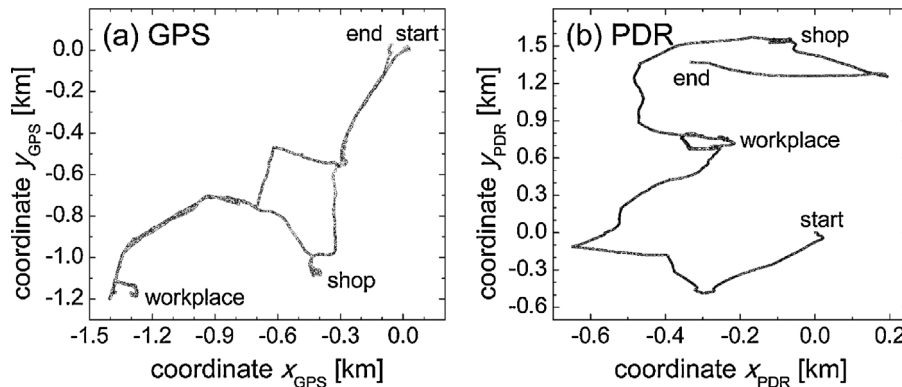 (a) GPS
end start
shop
workplace
0.0
-0.2
-0.4
-0.6
-0.8
-1.0
-1.2
coordinate yGPS [km]
-1.5 -1.2 -0.9 -0.6 -0.3 0.0
coordinate xGPS [km]
(b) PDR
shop
end
workplace
start
1.5
1.2
0.9
0.6
0.3
0.0
-0.3
-0.6
coordinate yPDR [km]
-0.6 -0.4 -0.2 0.0 0.2
coordinate xPDR [km]